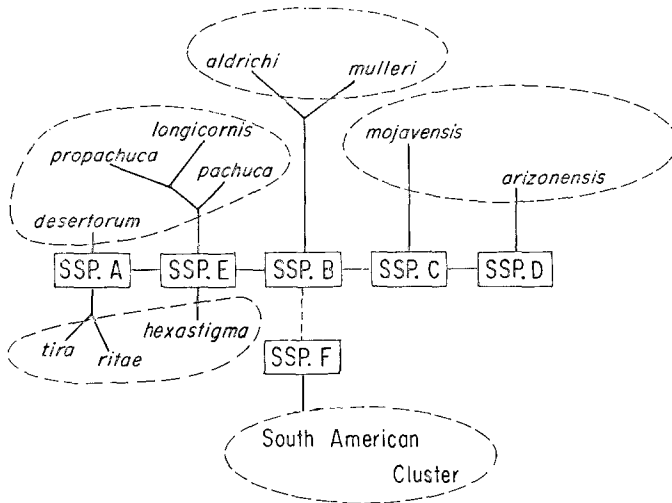 aldrichi
mulleri
longicornis
propachuca
pachuca
mojavensis
arizonensis
desertorum
SSP. A
SSP. E
SSP. B
SSP. C
SSP. D
tira
ritae
hexastigma
SSP. F
South American
Cluster